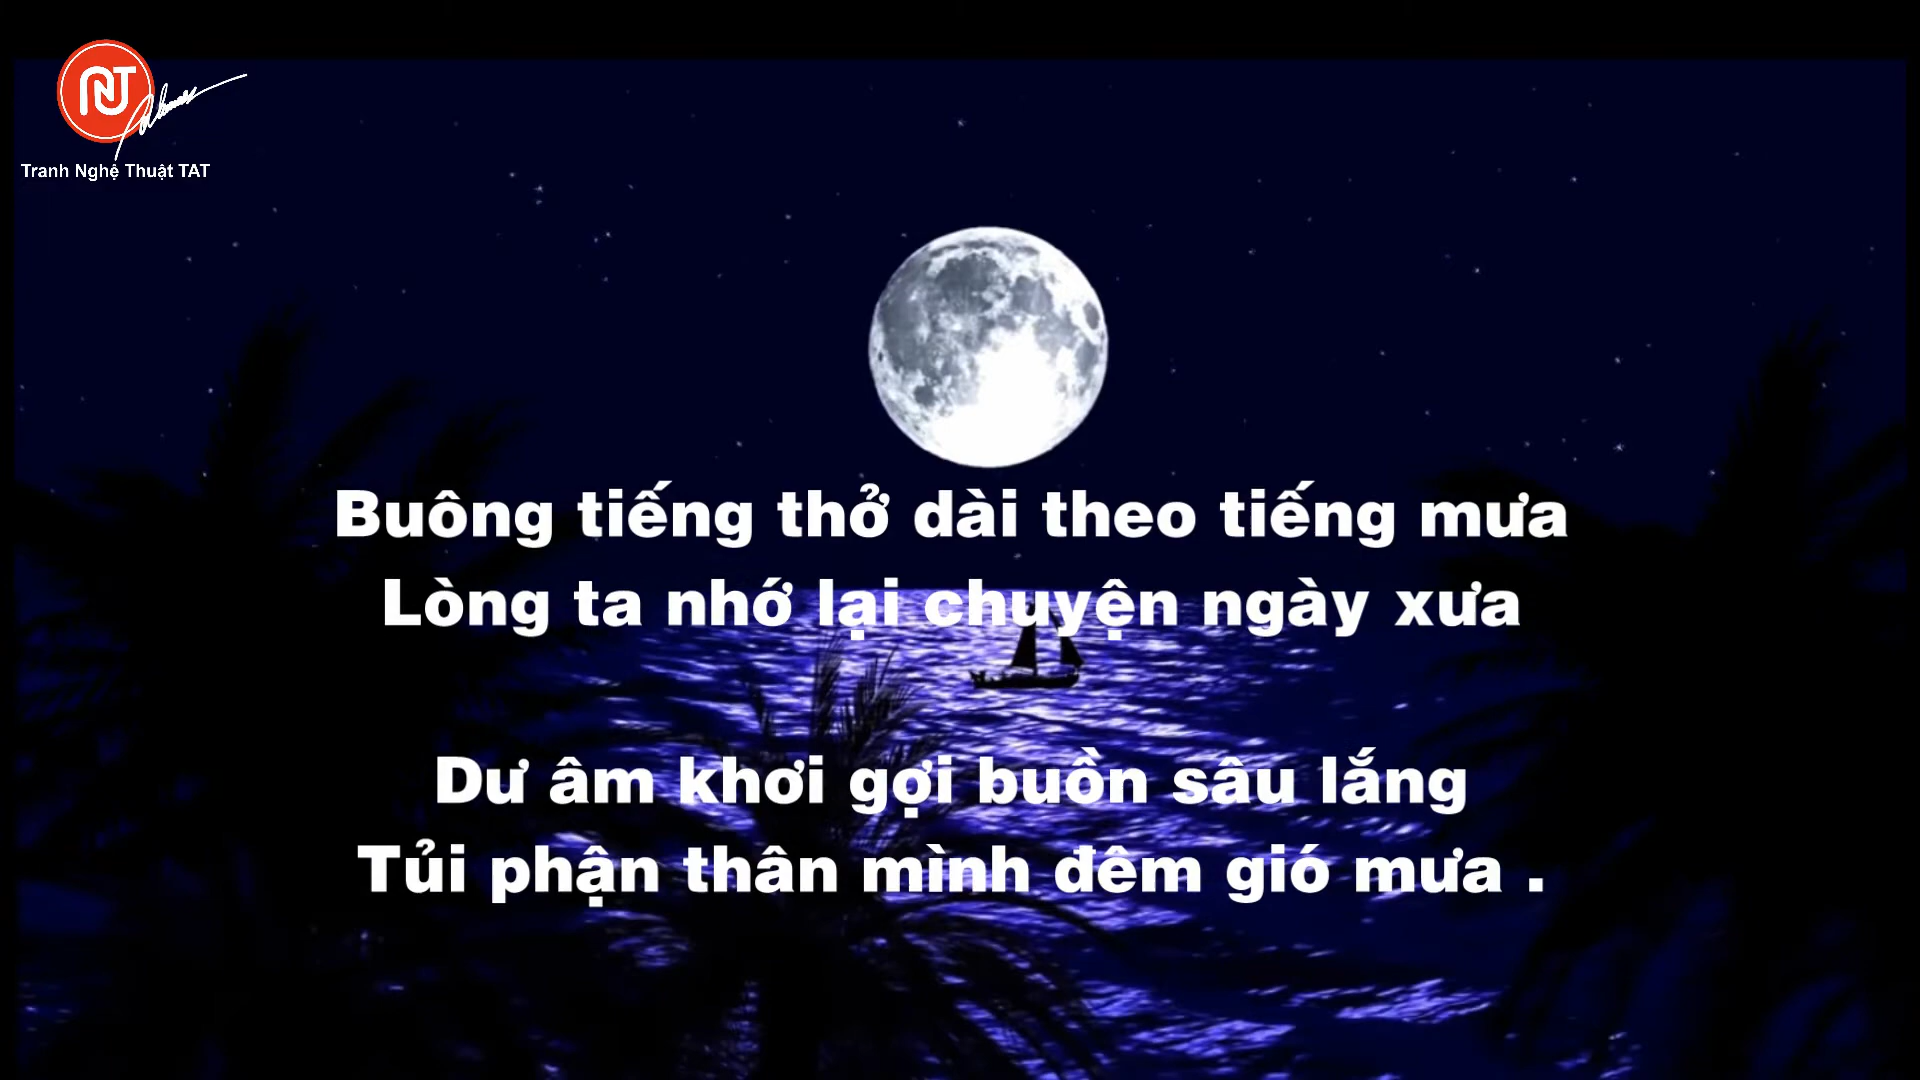 Tranh Nghệ Thuật TAT
Buông tiếng thở dài theo tiếng mưa
Lòng ta nhớ lại chuyện ngày xưa
Dư âm khơi gợi buồn sâu lắng
Tủi phận thân mình đêm gió mưa .